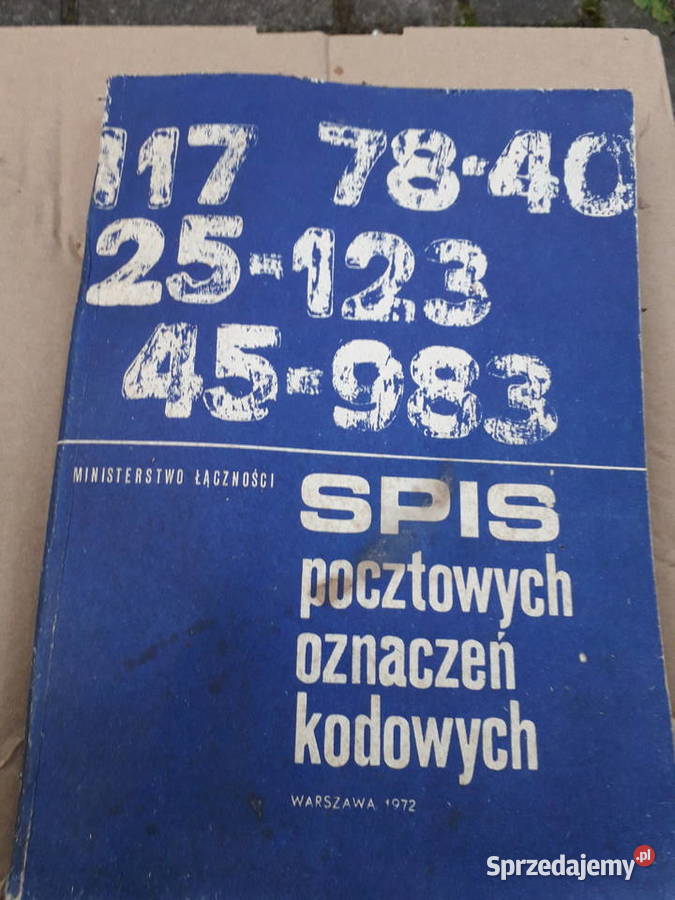 117 78-40
25-123
45-983
MINISTERSTWO ŁĄCZNOŚCI
SPIS
pocztowych
oznaczeń
kodowych
WARSZAWA 1972
Sprzedajemy.pl